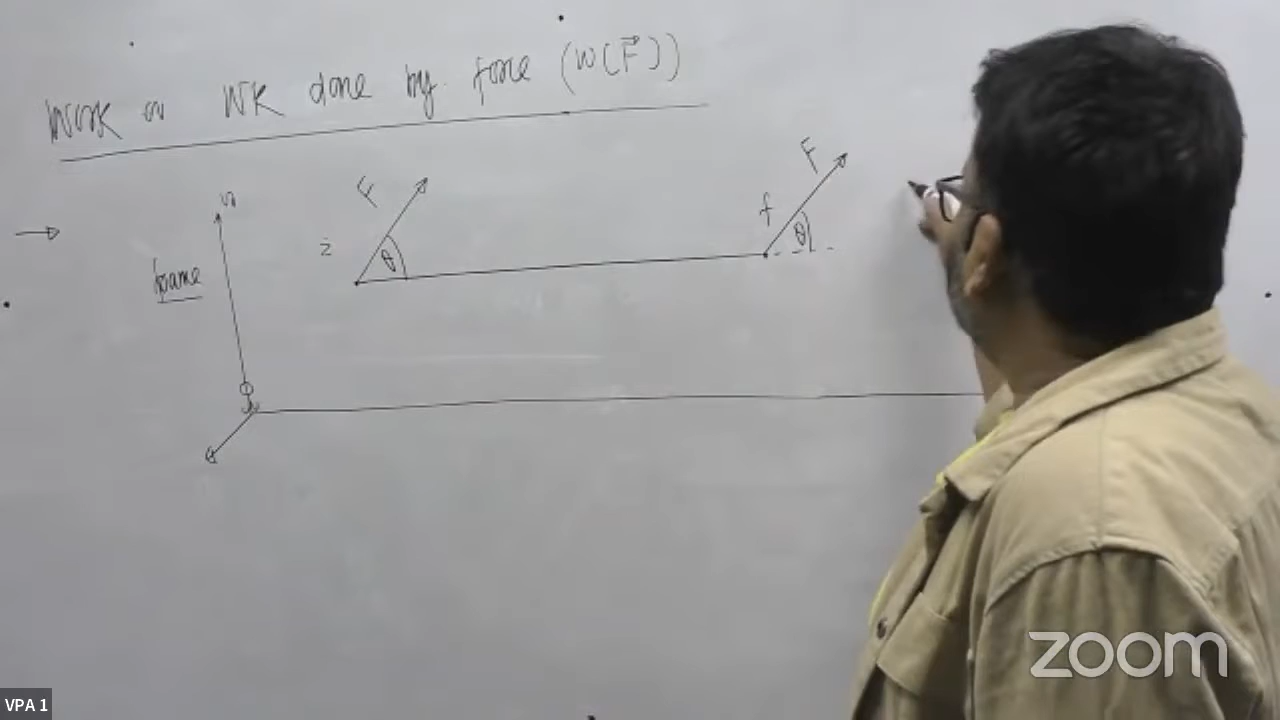 Work or WK done by force (W(F⃗))
F
F
f
θ
θ
i
frame
zoom
VPA 1